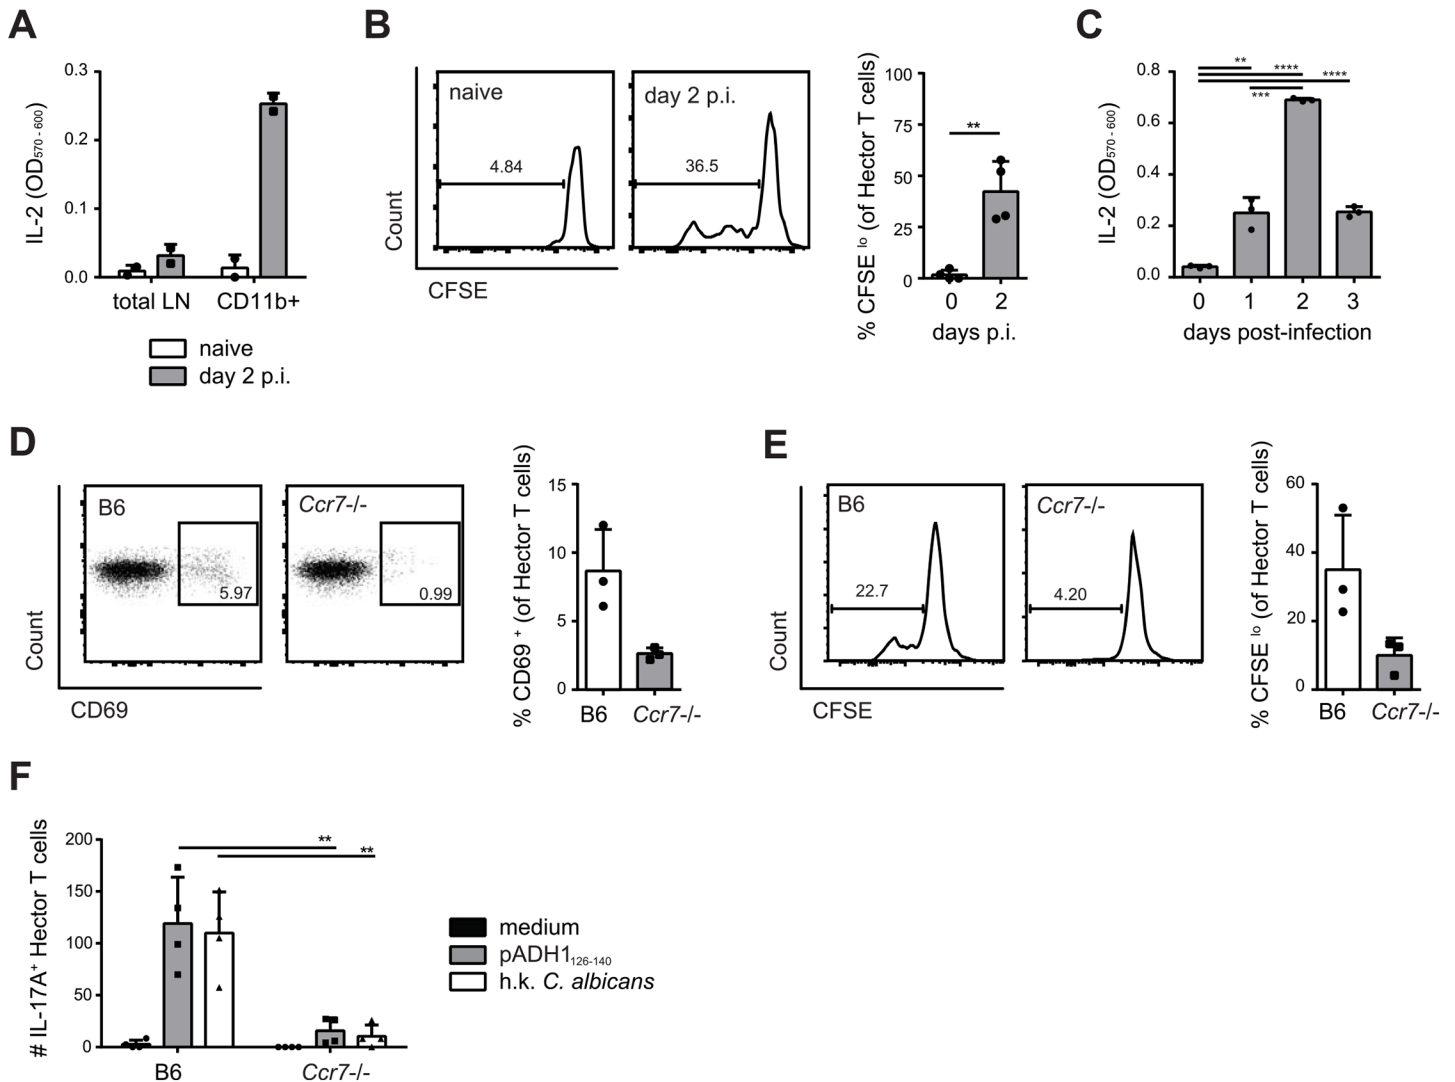 A
IL-2 (OD570 - 600)
0.3
0.2
0.1
0.0
total LN CD11b+
naive
day 2 p.i.
B
naive
4.84
day 2 p.i.
36.5
Count
CFSE
% CFSE lo (of Hector T cells)
100
75
50
25
0
**
0 2
days p.i.
C
IL-2 (OD570 - 600)
0.8
0.6
0.4
0.2
0.0
**
****
****
***
0 1 2 3
days post-infection
D
B6
5.97
Ccr7-/-
0.99
Count
CD69
% CD69 + (of Hector T cells)
15
10
5
0
B6 Ccr7-/-
E
B6
22.7
Ccr7-/-
4.20
Count
CFSE
% CFSE lo (of Hector T cells)
60
40
20
0
B6 Ccr7-/-
F
# IL-17A+ Hector T cells
200
150
100
50
0
**
**
B6 Ccr7-/-
medium
pADH1126-140
h.k. C. albicans